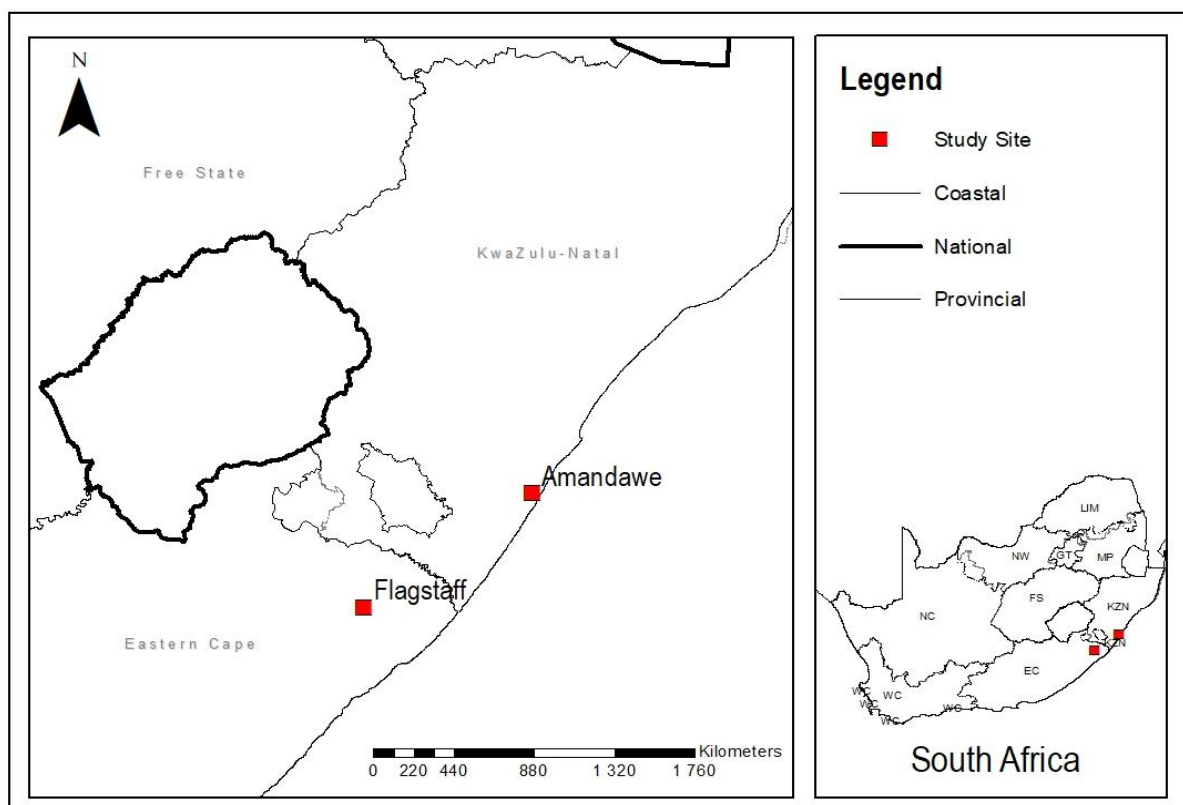 N
Free State
KwaZulu-Natal
Amandawe
Flagstaff
Eastern Cape
Kilometers
0 220 440 880 1 320 1 760
Legend
Study Site
Coastal
National
Provincial
LIM
NW
GT
MP
FS
KZN
NC
KZN
EC
WC
WC
WC
WC
WC
South Africa